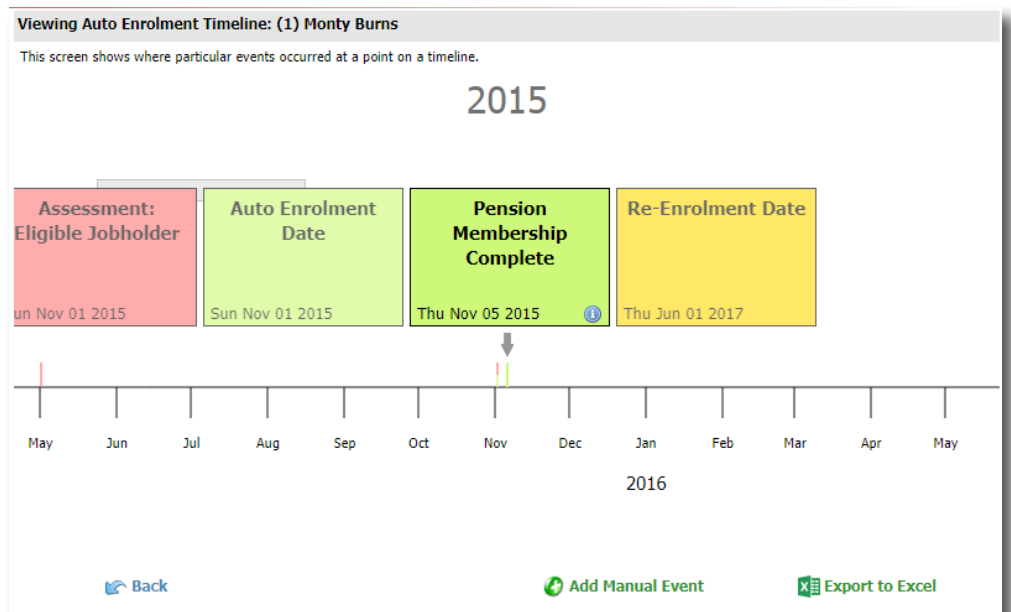 Viewing Auto Enrolment Timeline: (1) Monty Burns
This screen shows where particular events occurred at a point on a timeline.
2015
Assessment:
Eligible Jobholder
un Nov 01 2015
Auto Enrolment
Date
Sun Nov 01 2015
Pension
Membership
Complete
Thu Nov 05 2015
Re-Enrolment Date
Thu Jun 01 2017
May Jun Jul Aug Sep Oct Nov Dec Jan Feb Mar Apr May
2016
Back Add Manual Event Export to Excel